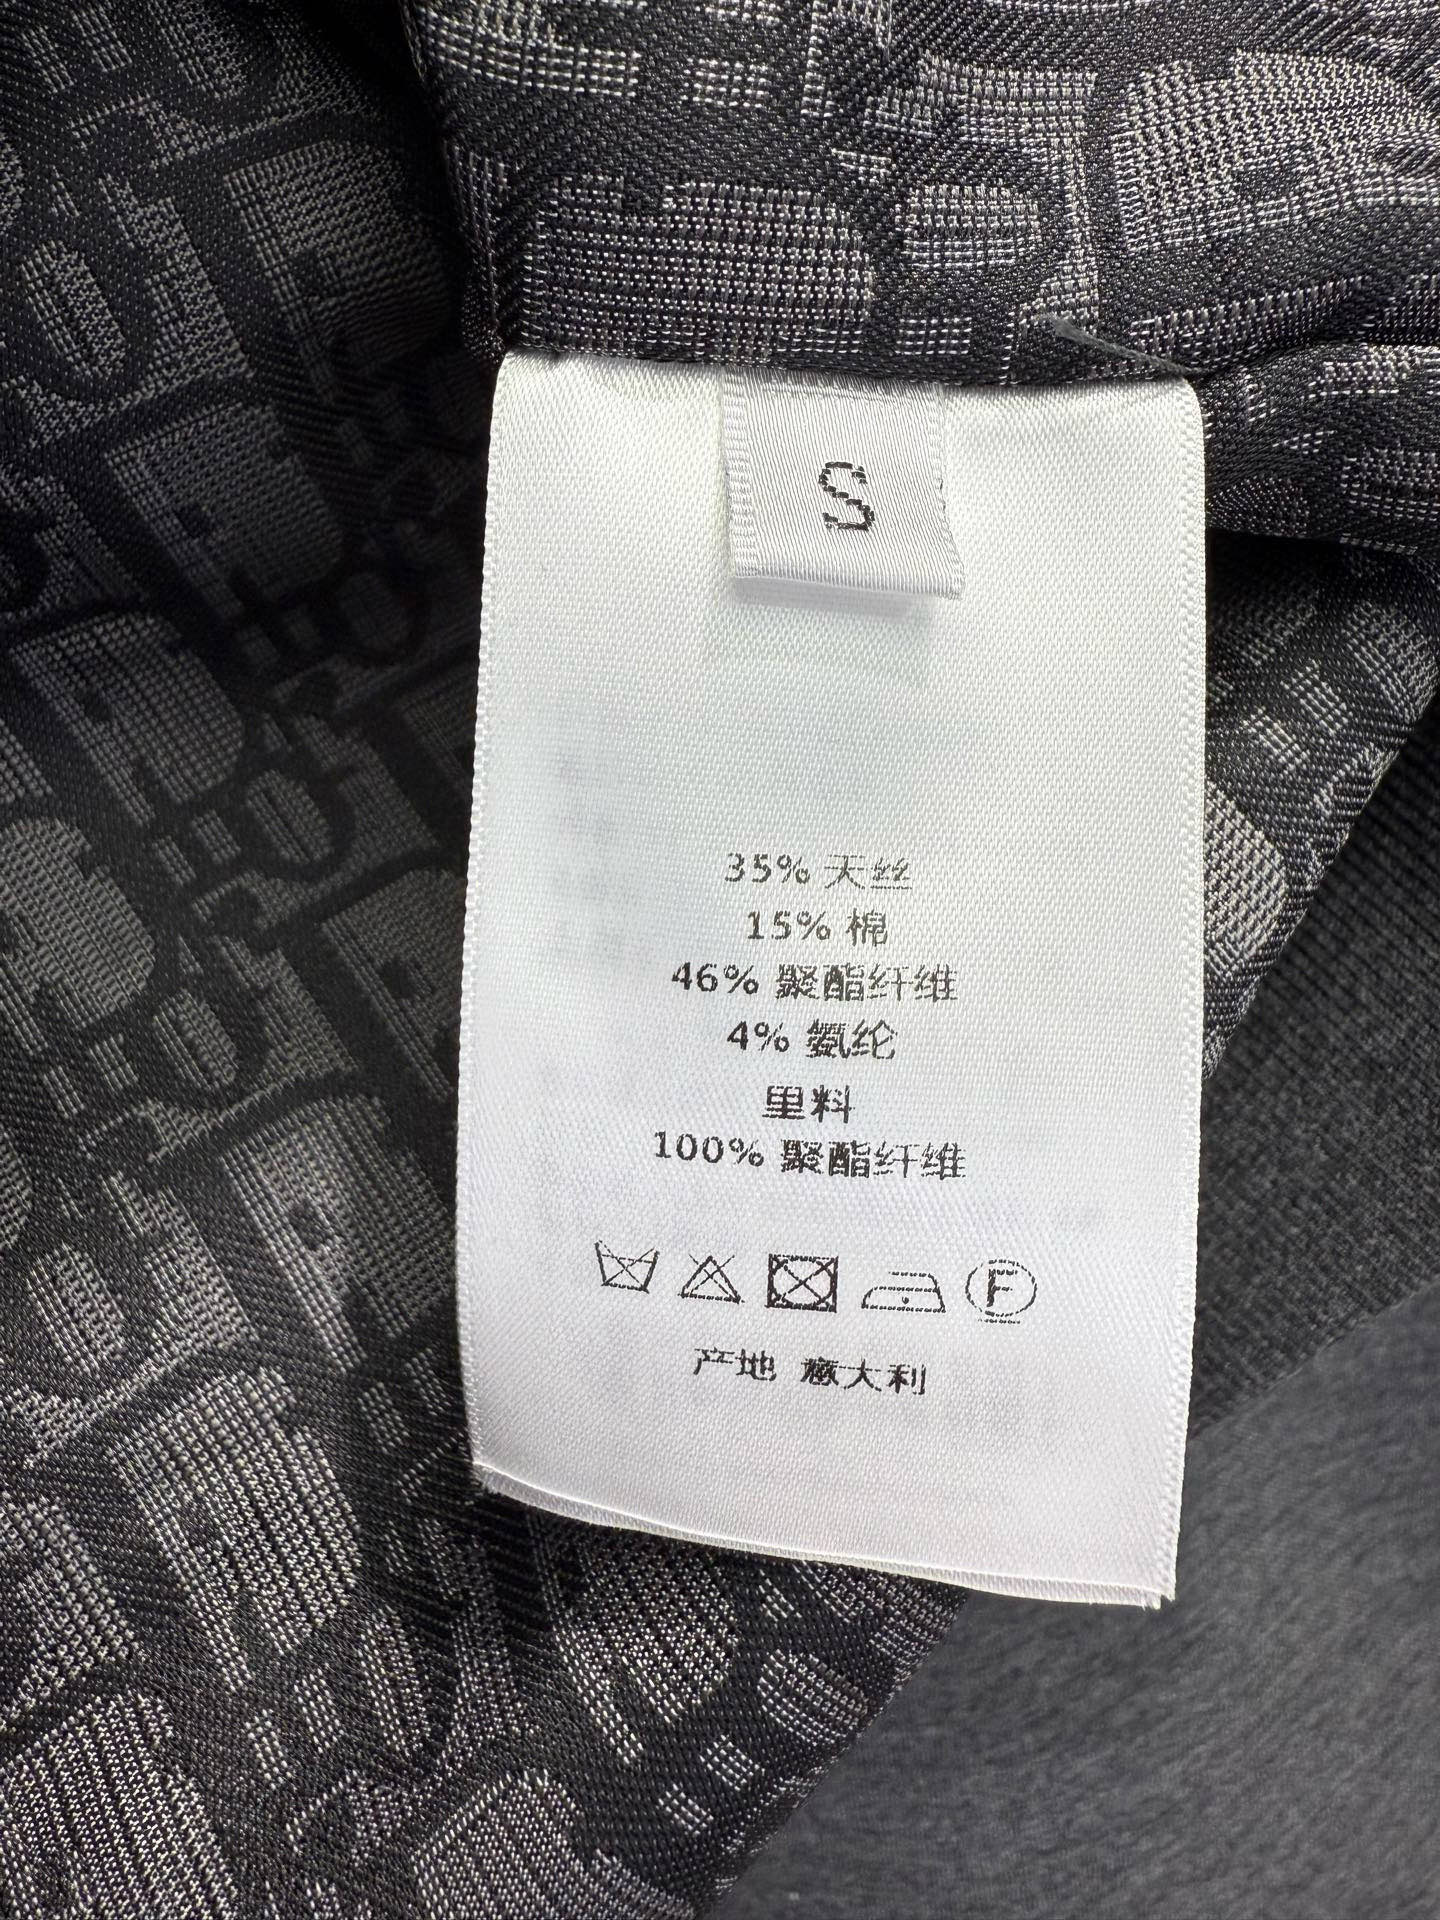 S
35% 天丝
15% 棉
46% 聚酯纤维
4% 氨纶
里料
100% 聚酯纤维
F
产地 意大利